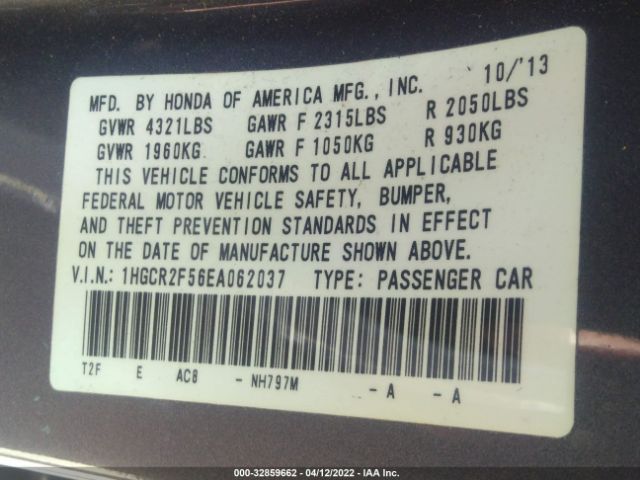 MFD. BY HONDA OF AMERICA MFG., INC. 10/'13
GVWR 4321LBS GAWR F 2315LBS R 2050LBS
GVWR 1960KG GAWR F 1050KG R 930KG
THIS VEHICLE CONFORMS TO ALL APPLICABLE
FEDERAL MOTOR VEHICLE SAFETY, BUMPER,
AND THEFT PREVENTION STANDARDS IN EFFECT
ON THE DATE OF MANUFACTURE SHOWN ABOVE.
V.I.N.: 1HGCR2F56EA062037 TYPE: PASSENGER CAR
T2F E AC8 - NH797M - A - A
000-32859662 - 04/12/2022 - IAA Inc.